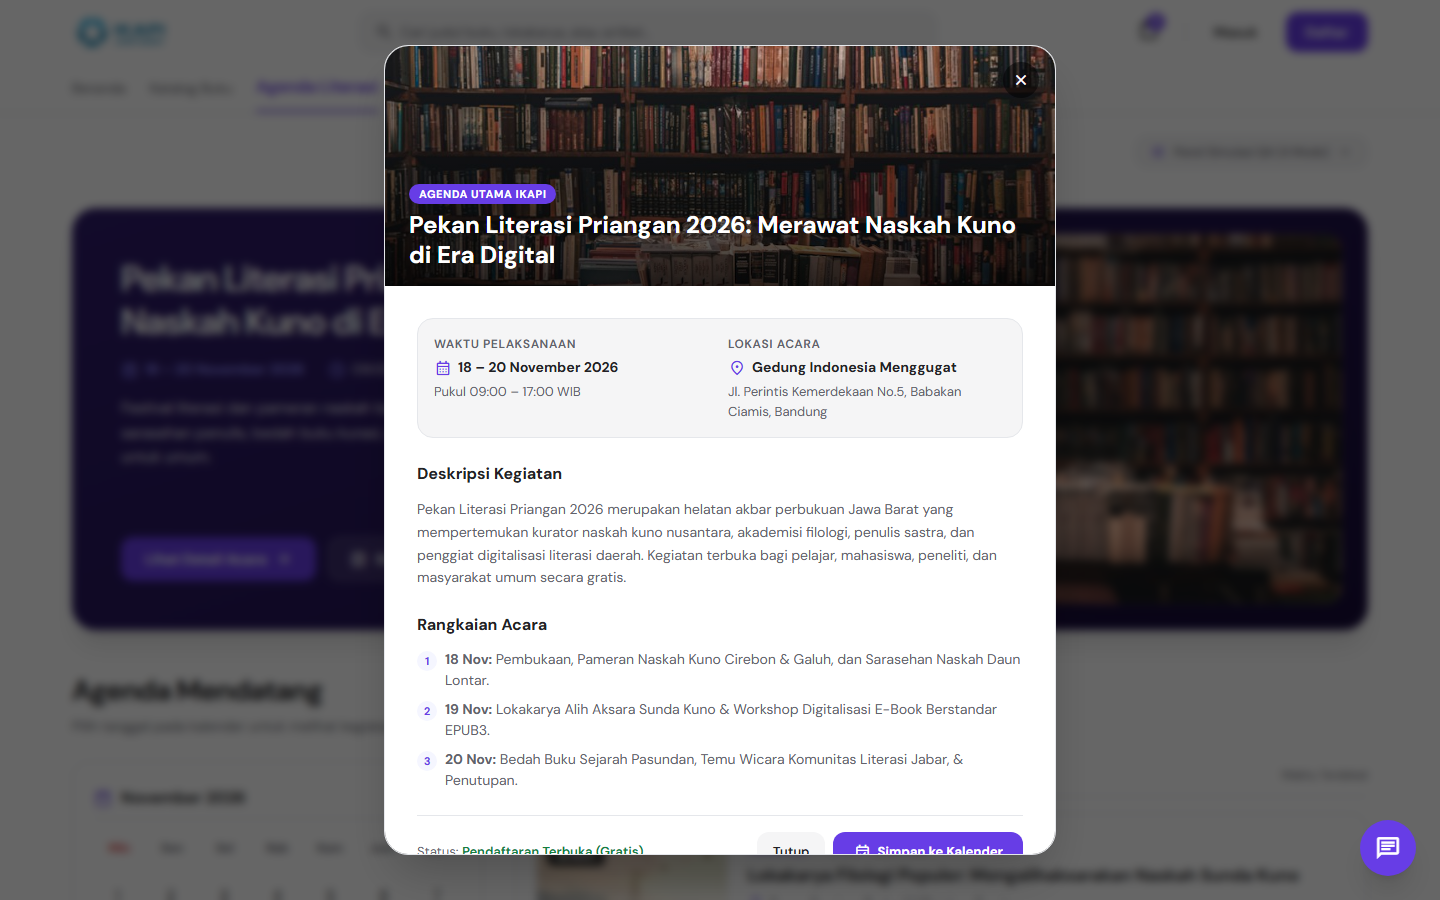 Agenda Literasi
AGENDA UTAMA IKAPI
Pekan Literasi Priangan 2026: Merawat Naskah Kuno
di Era Digital
WAKTU PELAKSANAAN
18 – 20 November 2026
Pukul 09:00 – 17:00 WIB
LOKASI ACARA
Gedung Indonesia Menggugat
Jl. Perintis Kemerdekaan No.5, Babakan
Ciamis, Bandung
Deskripsi Kegiatan
Pekan Literasi Priangan 2026 merupakan helatan akbar perbukuan Jawa Barat yang
mempertemukan kurator naskah kuno nusantara, akademisi filologi, penulis sastra, dan
penggiat digitalisasi literasi daerah. Kegiatan terbuka bagi pelajar, mahasiswa, peneliti, dan
masyarakat umum secara gratis.
Rangkaian Acara
1 18 Nov: Pembukaan, Pameran Naskah Kuno Cirebon & Galuh, dan Sarasehan Naskah Daun
Lontar.
2 19 Nov: Lokakarya Alih Aksara Sunda Kuno & Workshop Digitalisasi E-Book Berstandar
EPUB3.
3 20 Nov: Bedah Buku Sejarah Pasundan, Temu Wicara Komunitas Literasi Jabar, &
Penutupan.
Status: Pendaftaran Terbuka (Gratis)
Tutup
Simpan ke Kalender
Agenda Mendatang
November 2026